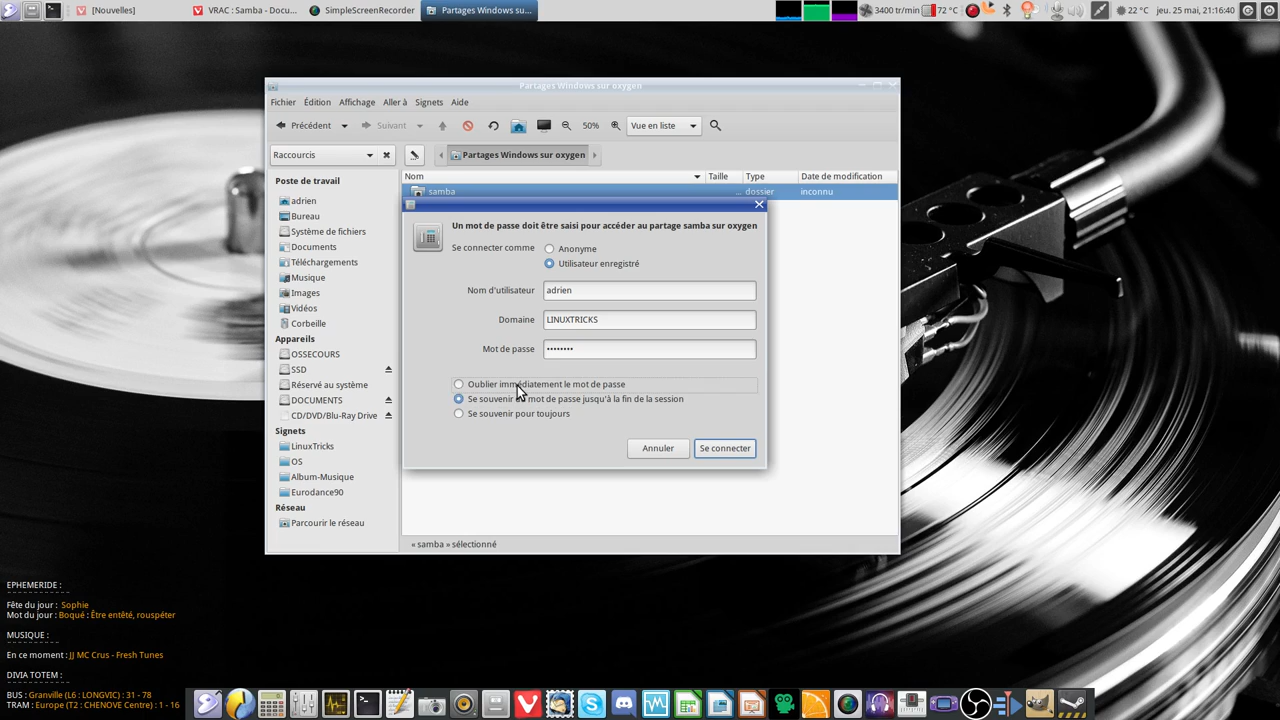 [Nouvelles]
VRAC : Samba - Docu...
SimpleScreenRecorder
Partages Windows su...
3400 tr/min
72 °C
22 °C
jeu. 25 mai, 21:16:40
Partages Windows sur oxygen
Fichier Édition Affichage Aller à Signets Aide
Précédent Suivant 50% Vue en liste
Raccourcis
Partages Windows sur oxygen
Poste de travail
adrien
Bureau
Système de fichiers
Documents
Téléchargements
Musique
Images
Vidéos
Corbeille
Appareils
OSSECOURS
SSD
Réservé au système
DOCUMENTS
CD/DVD/Blu-Ray Drive
Signets
LinuxTricks
OS
Album-Musique
Eurodance90
Réseau
Parcourir le réseau
Nom Taille Type Date de modification
samba ... dossier inconnu
Un mot de passe doit être saisi pour accéder au partage samba sur oxygen
Se connecter comme
Anonyme
Utilisateur enregistré
Nom d'utilisateur adrien
Domaine LINUXTRICKS
Mot de passe ••••••••
Oublier immédiatement le mot de passe
Se souvenir mot de passe jusqu'à la fin de la session
Se souvenir pour toujours
Annuler Se connecter
« samba » sélectionné
EPHEMERIDE :
Fête du jour : Sophie
Mot du jour : Boqué : Être entêté, rouspéter
MUSIQUE :
En ce moment : JJ MC Crus - Fresh Tunes
DIVIA TOTEM :
BUS : Granville (L6 : LONGVIC) : 31 - 78
TRAM : Europe (T2 : CHENOVE Centre) : 1 - 16